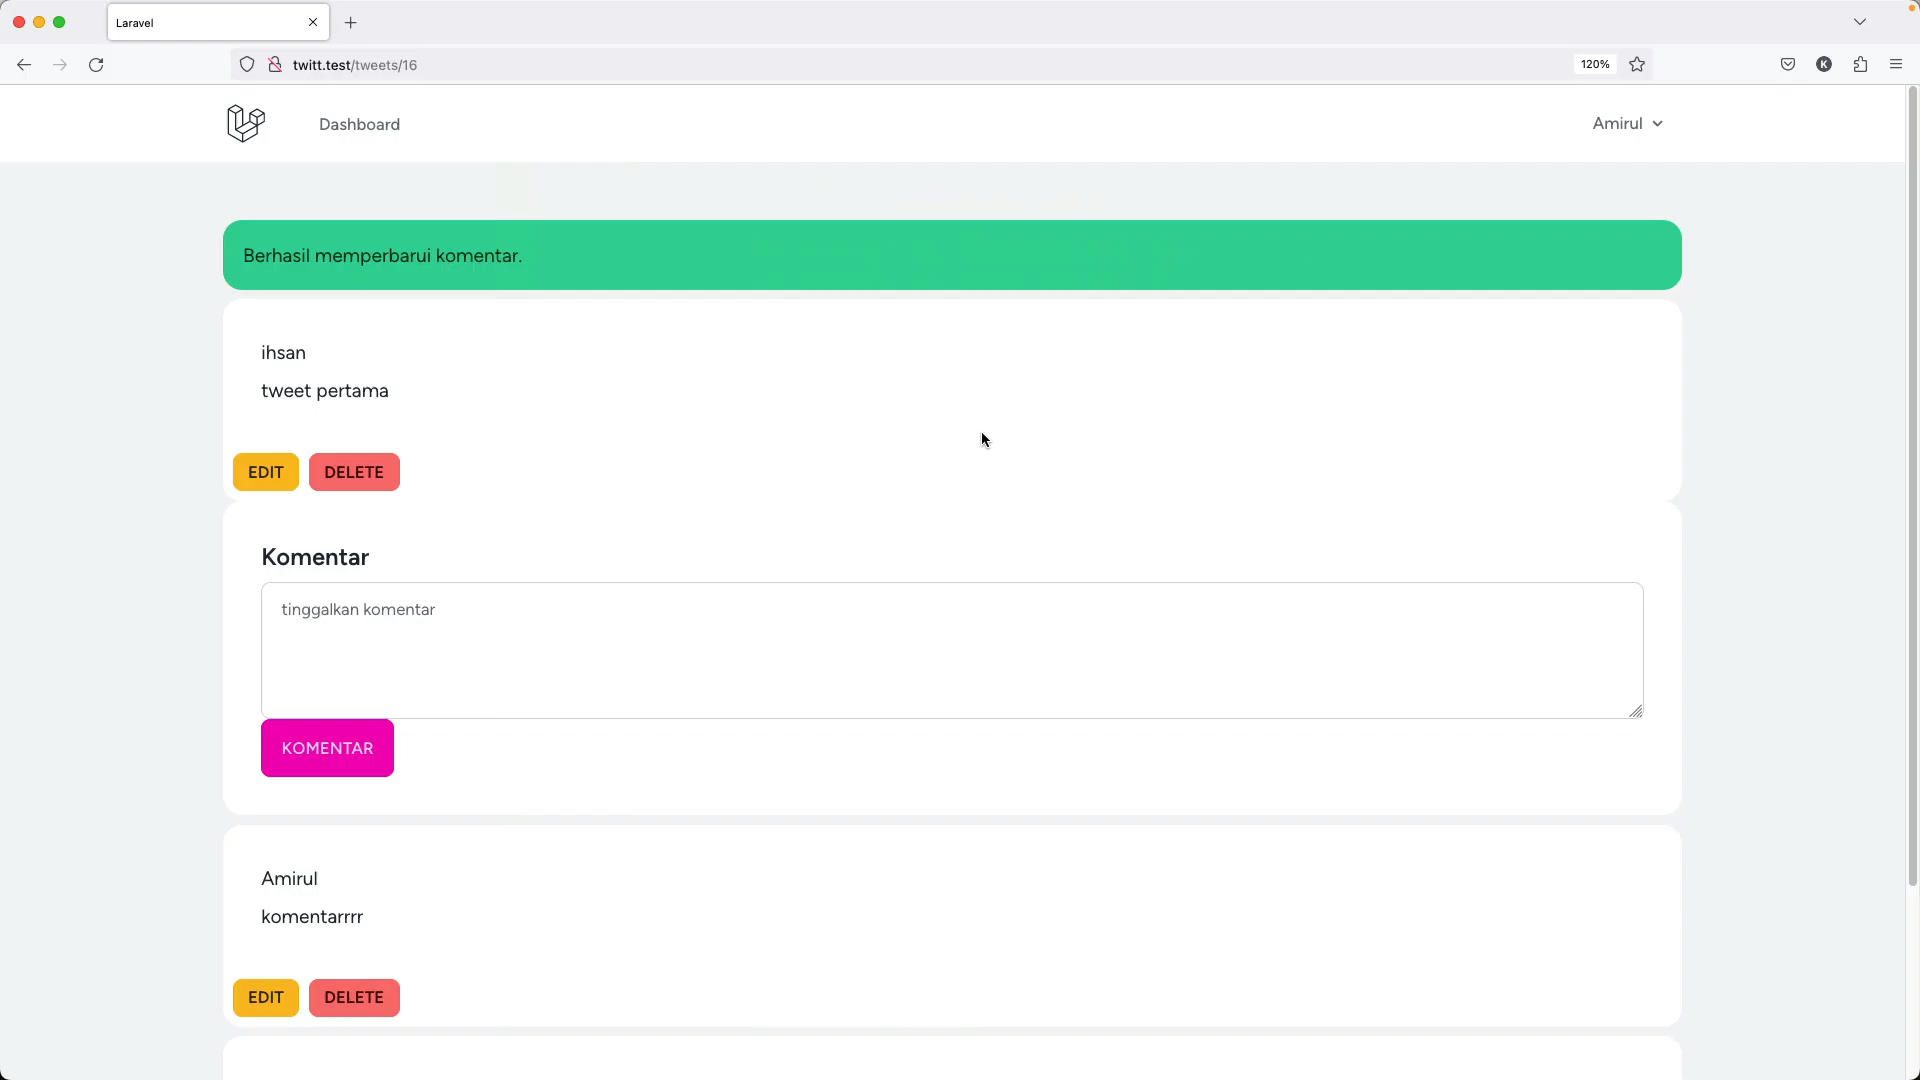 Laravel
twitt.test/tweets/16
120%
K
Dashboard
Amirul
Berhasil memperbarui komentar.
ihsan
tweet pertama
EDIT
DELETE
Komentar
tinggalkan komentar
KOMENTAR
Amirul
komentarrrr
EDIT
DELETE